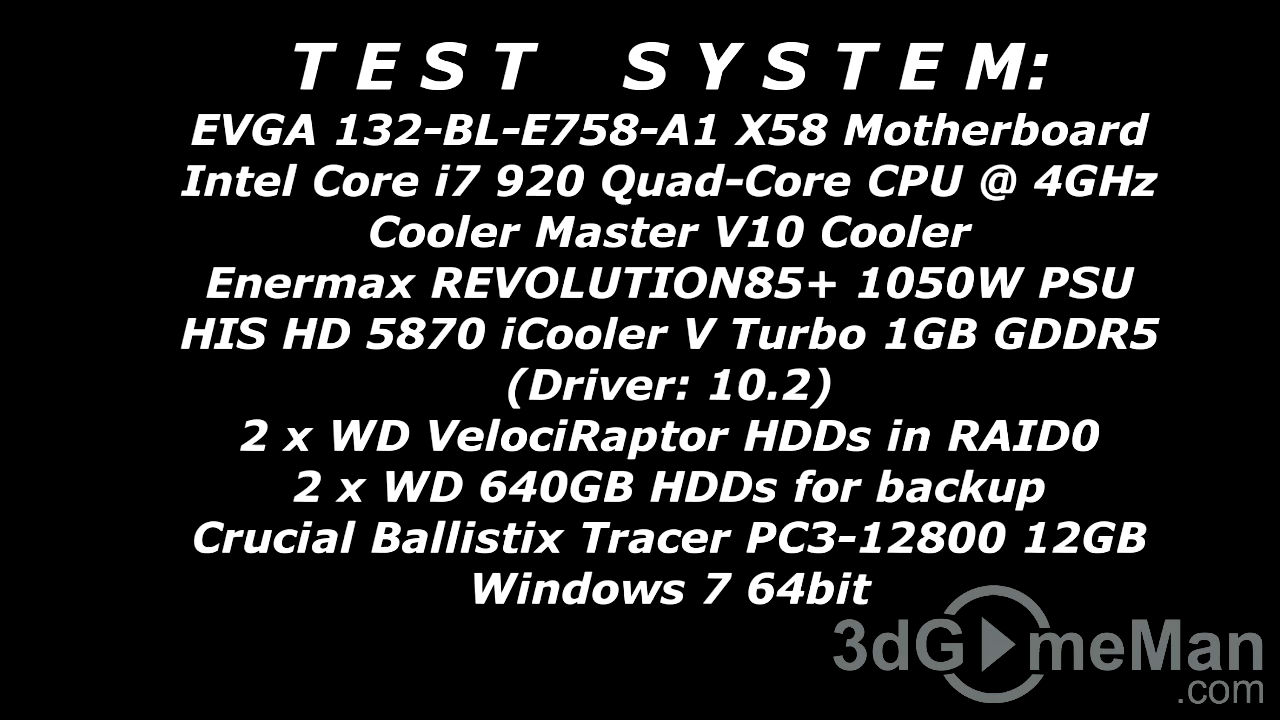 TEST SYSTEM:
EVGA 132-BL-E758-A1 X58 Motherboard
Intel Core i7 920 Quad-Core CPU @ 4GHz
Cooler Master V10 Cooler
Enermax REVOLUTION85+ 1050W PSU
HIS HD 5870 iCooler V Turbo 1GB GDDR5
(Driver: 10.2)
2 x WD VelociRaptor HDDs in RAID0
2 x WD 640GB HDDs for backup
Crucial Ballistix Tracer PC3-12800 12GB
Windows 7 64bit
3dGameMan
.com